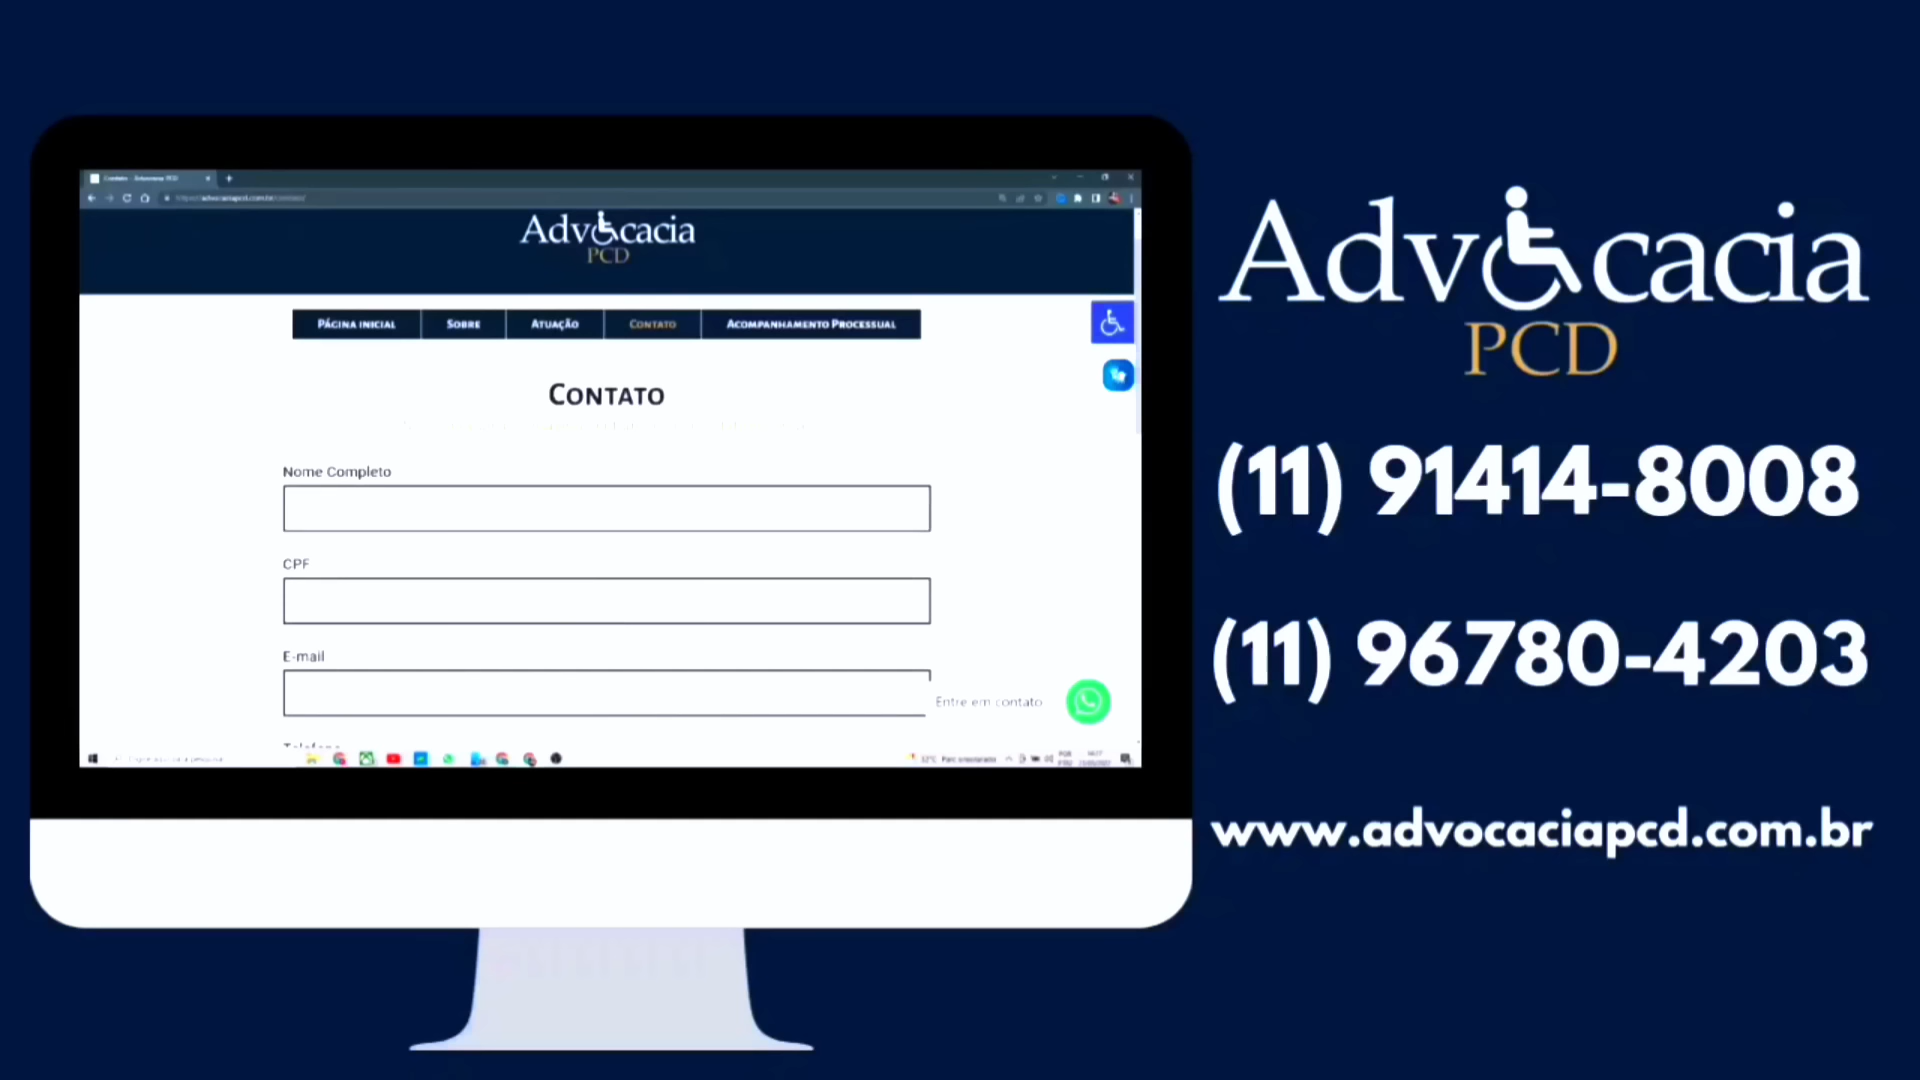 Advocacia
PCD
PÁGINA INICIAL
SOBRE
ATUAÇÃO
CONTATO
ACOMPANHAMENTO PROCESSUAL
CONTATO
Nome Completo
CPF
E-mail
Entre em contato
Advocacia
PCD
(11) 91414-8008
(11) 96780-4203
www.advocaciapcd.com.br